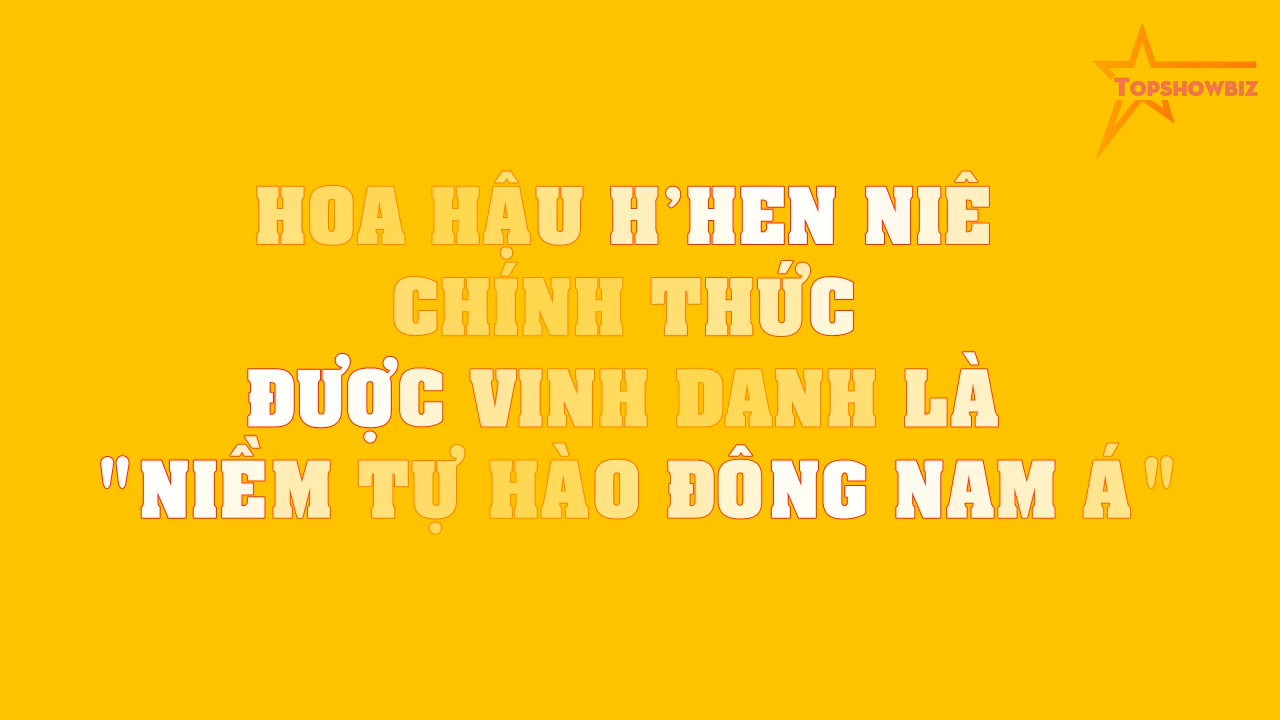 TOPSHOWBIZ
HOA HẬU H'HEN NIÊ
CHÍNH THỨC
ĐƯỢC VINH DANH LÀ
"NIỀM TỰ HÀO ĐÔNG NAM Á"